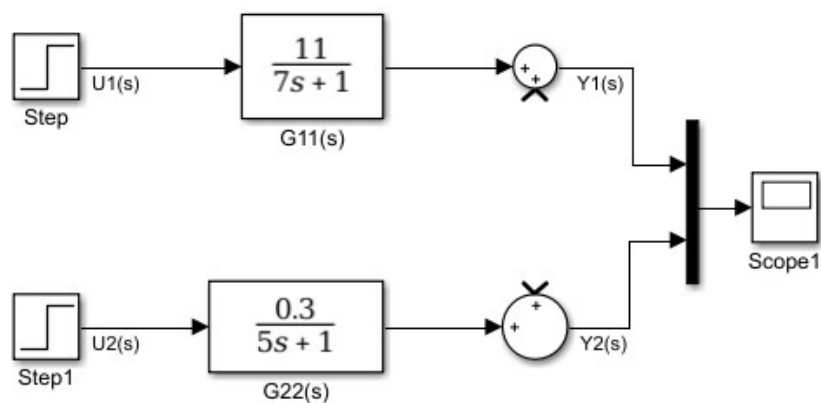 11
7s + 1
U1(s)
Step
G11(s)
+
+
Y1(s)
Scope1
0.3
5s + 1
U2(s)
Step1
G22(s)
+
+
Y2(s)